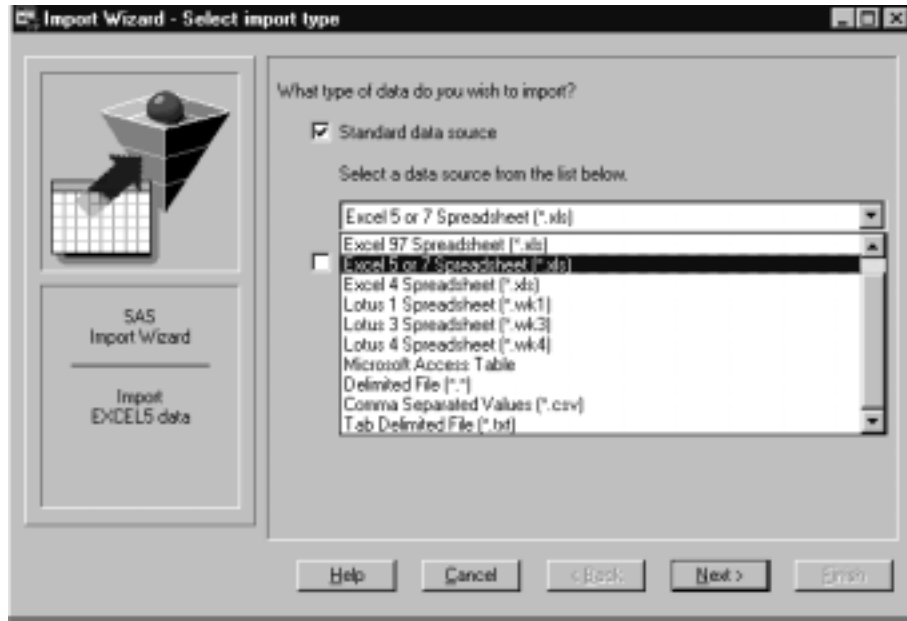 Import Wizard - Select import type
What type of data do you wish to import?
Standard data source
Select a data source from the list below.
Excel 5 or 7 Spreadsheet (*.xls)
Excel 97 Spreadsheet (*.xls)
Excel 5 or 7 Spreadsheet (*.xls)
Excel 4 Spreadsheet (*.xls)
Lotus 1 Spreadsheet (*.wk1)
Lotus 3 Spreadsheet (*.wk3)
Lotus 4 Spreadsheet (*.wk4)
Microsoft Access Table
Delimited File (*.*)
Comma Separated Values (*.csv)
Tab Delimited File (*.txt)
SAS
Import Wizard
Import
EXCEL5 data
Help
Cancel
< Back
Next >
Finish